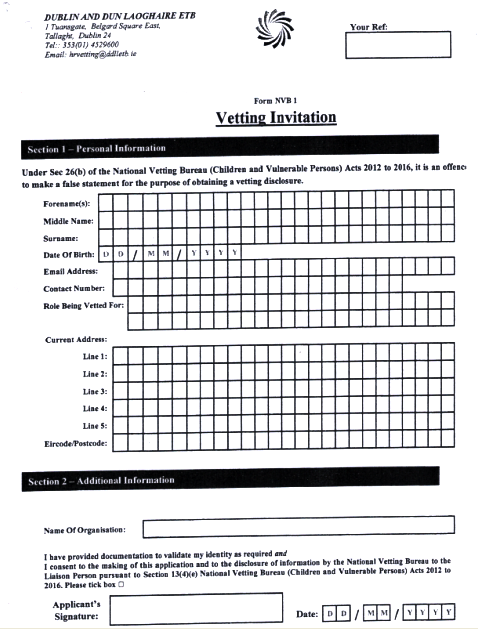 DUBLIN AND DUN LAOGHAIRE ETB
1 Tuansgate, Belgard Square East,
Tallaght, Dublin 24
Tel:: 353(01) 4529600
Email: hrvetting@ddletb.ie
Your Ref:
Form NVB 1
Vetting Invitation
Section 1 – Personal Information
Under Sec 26(b) of the National Vetting Bureau (Children and Vulnerable Persons) Acts 2012 to 2016, it is an offence
to make a false statement for the purpose of obtaining a vetting disclosure.
Forename(s):
Middle Name:
Surname:
Date Of Birth: D D / M M / Y Y Y Y
Email Address:
Contact Number:
Role Being Vetted For:
Current Address:
Line 1:
Line 2:
Line 3:
Line 4:
Line 5:
Eircode/Postcode:
Section 2 – Additional Information
Name Of Organisation:
I have provided documentation to validate my identity as required and
I consent to the making of this application and to the disclosure of information by the National Vetting Bureau to the
Liaison Person pursuant to Section 13(4)(e) National Vetting Bureau (Children and Vulnerable Persons) Acts 2012 to
2016. Please tick box □
Applicant's
Signature:
Date: D D / M M / Y Y Y Y